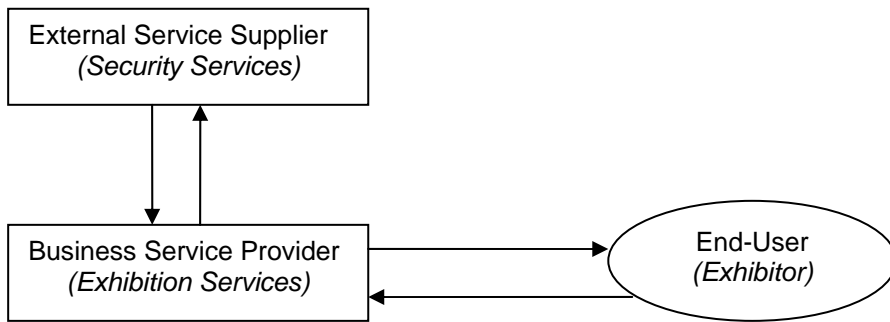 External Service Supplier
(Security Services)
Business Service Provider
(Exhibition Services)
End-User
(Exhibitor)